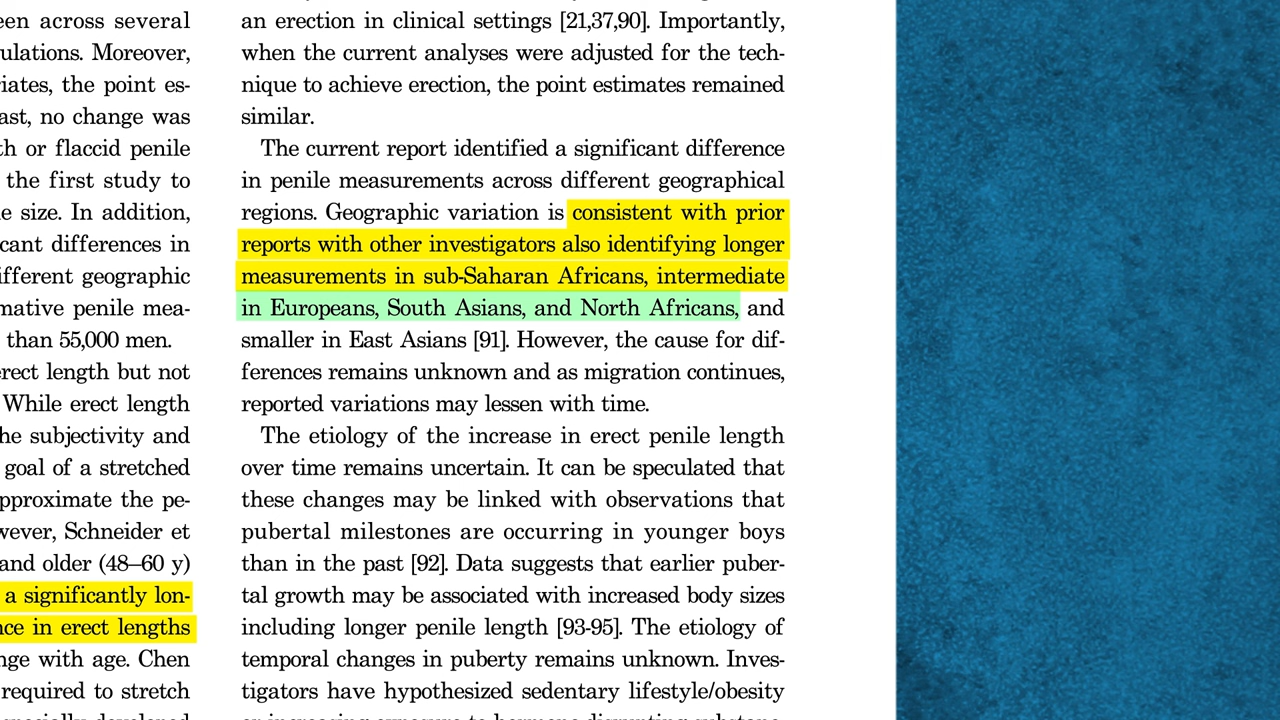 een across several
ulations. Moreover,
iates, the point es-
ast, no change was
th or flaccid penile
the first study to
e size. In addition,
cant differences in
ifferent geographic
mative penile mea-
than 55,000 men.
erect length but not
While erect length
he subjectivity and
goal of a stretched
pproximate the pe-
wever, Schneider et
and older (48–60 y)
a significantly lon-
nce in erect lengths
nge with age. Chen
required to stretch
an erection in clinical settings [21,37,90]. Importantly,
when the current analyses were adjusted for the tech-
nique to achieve erection, the point estimates remained
similar.
The current report identified a significant difference
in penile measurements across different geographical
regions. Geographic variation is consistent with prior
reports with other investigators also identifying longer
measurements in sub-Saharan Africans, intermediate
in Europeans, South Asians, and North Africans, and
smaller in East Asians [91]. However, the cause for dif-
ferences remains unknown and as migration continues,
reported variations may lessen with time.
The etiology of the increase in erect penile length
over time remains uncertain. It can be speculated that
these changes may be linked with observations that
pubertal milestones are occurring in younger boys
than in the past [92]. Data suggests that earlier puber-
tal growth may be associated with increased body sizes
including longer penile length [93-95]. The etiology of
temporal changes in puberty remains unknown. Inves-
tigators have hypothesized sedentary lifestyle/obesity